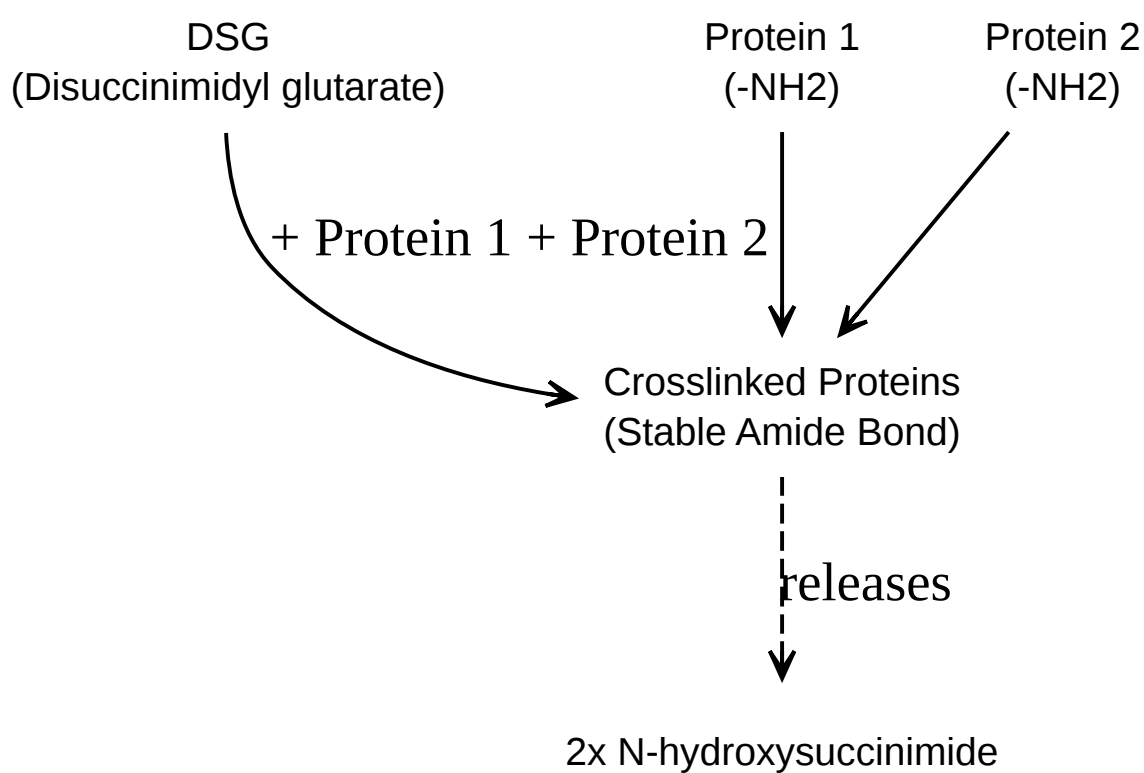 DSG
(Disuccinimidyl glutarate)
Protein 1
(-NH2)
Protein 2
(-NH2)
+ Protein 1 + Protein 2
Crosslinked Proteins
(Stable Amide Bond)
releases
2x N-hydroxysuccinimide